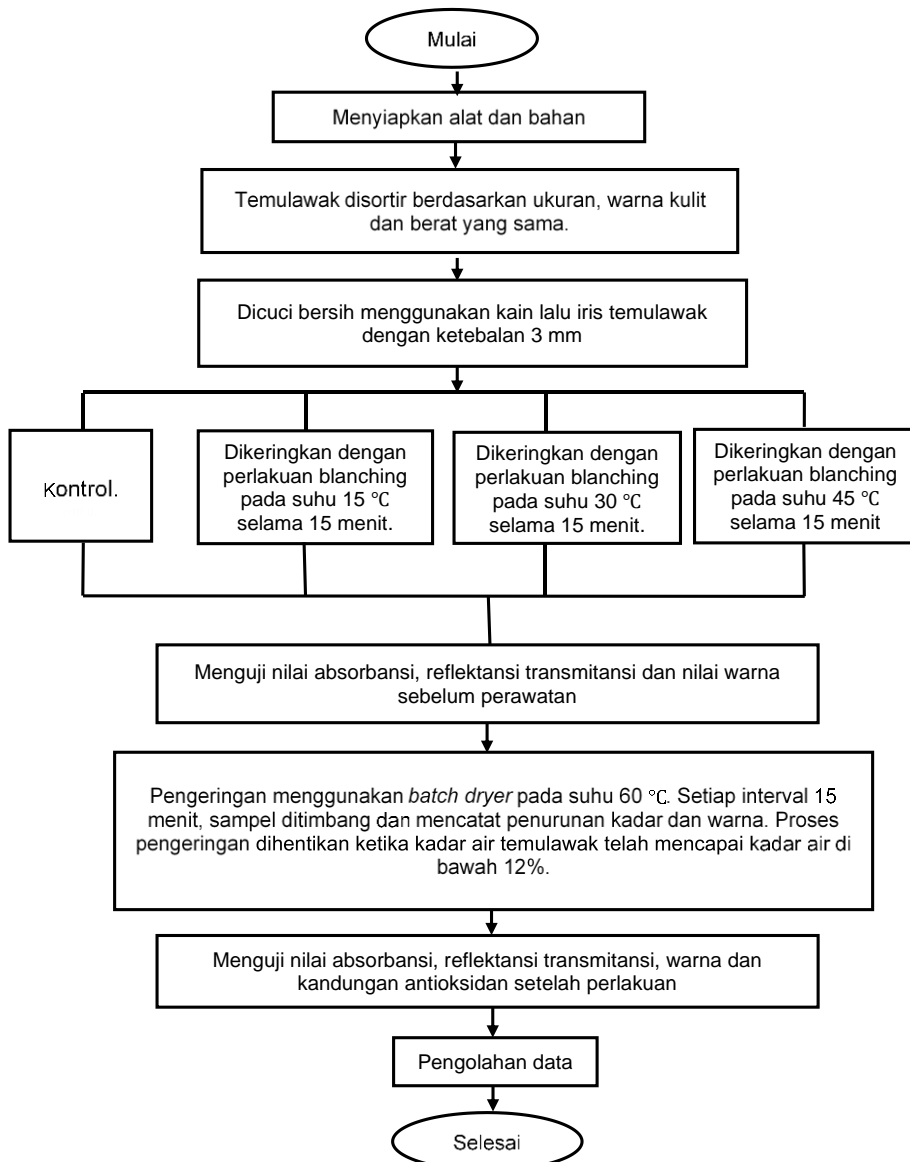 Mulai
Menyiapkan alat dan bahan
Temulawak disortir berdasarkan ukuran, warna kulit
dan berat yang sama.
Dicuci bersih menggunakan kain lalu iris temulawak
dengan ketebalan 3 mm
Kontrol.
Dikeringkan dengan
perlakuan blanching
pada suhu 15 °C
selama 15 menit.
Dikeringkan dengan
perlakuan blanching
pada suhu 30 °C
selama 15 menit.
Dikeringkan dengan
perlakuan blanching
pada suhu 45 °C
selama 15 menit
Menguji nilai absorbansi, reflektansi transmitansi dan nilai warna
sebelum perawatan
Pengeringan menggunakan batch dryer pada suhu 60 °C. Setiap interval 15
menit, sampel ditimbang dan mencatat penurunan kadar dan warna. Proses
pengeringan dihentikan ketika kadar air temulawak telah mencapai kadar air di
bawah 12%.
Menguji nilai absorbansi, reflektansi transmitansi, warna dan
kandungan antioksidan setelah perlakuan
Pengolahan data
Selesai